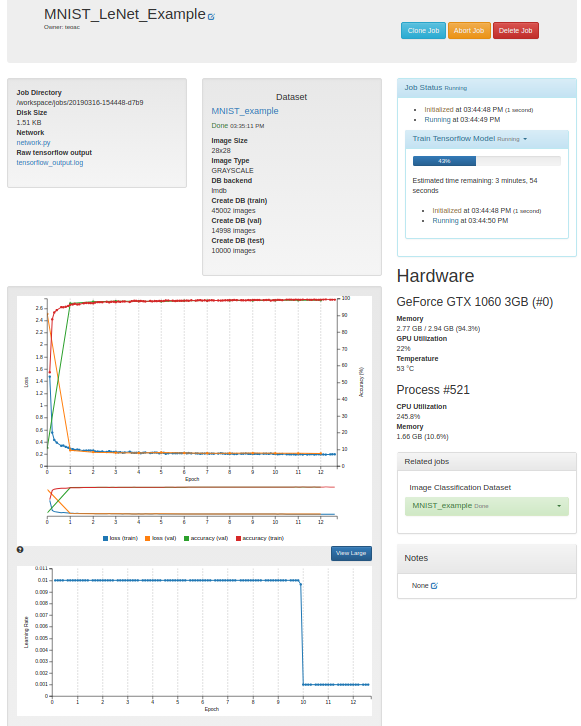 MNIST_LeNet_Example
Clone Job
Abort Job
Delete Job
Job Directory
/workspace/jobs/20190316-154448-d7b9
Disk Size
1.51 KB
Network
network.py
Raw tensorflow output
tensorflow_output.log
Dataset
MNIST_example
Done 03:35:11 PM
Image Size
28x28
Image Type
GRAYSCALE
DB backend
lmdb
Create DB (train)
45002 images
Create DB (val)
14998 images
Create DB (test)
10000 images
Job Status Running
Initialized at 03:44:48 PM (1 second)
Running at 03:44:49 PM
Train Tensorflow Model Running
43%
Estimated time remaining: 3 minutes, 54
seconds
Initialized at 03:44:48 PM (1 second)
Running at 03:44:50 PM
Hardware
GeForce GTX 1060 3GB (#0)
Memory
2.77 GB / 2.94 GB (94.3%)
GPU Utilization
22%
Temperature
53 °C
Process #521
CPU Utilization
245.8%
Memory
1.66 GB (10.6%)
Related jobs
Image Classification Dataset
MNIST_example Done
Notes
None
Loss
2.6
2.4
2.2
2
1.8
1.6
1.4
1.2
1
0.8
0.6
0.4
0.2
0
100
90
80
70
60
50
40
30
20
10
0
Accuracy (%)
0 1 2 3 4 5 6 7 8 9 10 11 12
Epoch
0 1 2 3 4 5 6 7 8 9 10 11 12
loss (train) loss (val) accuracy (val) accuracy (train)
View Large
Learning Rate
0.011
0.01
0.009
0.008
0.007
0.006
0.005
0.004
0.003
0.002
0.001
0
0 1 2 3 4 5 6 7 8 9 10 11 12
Epoch